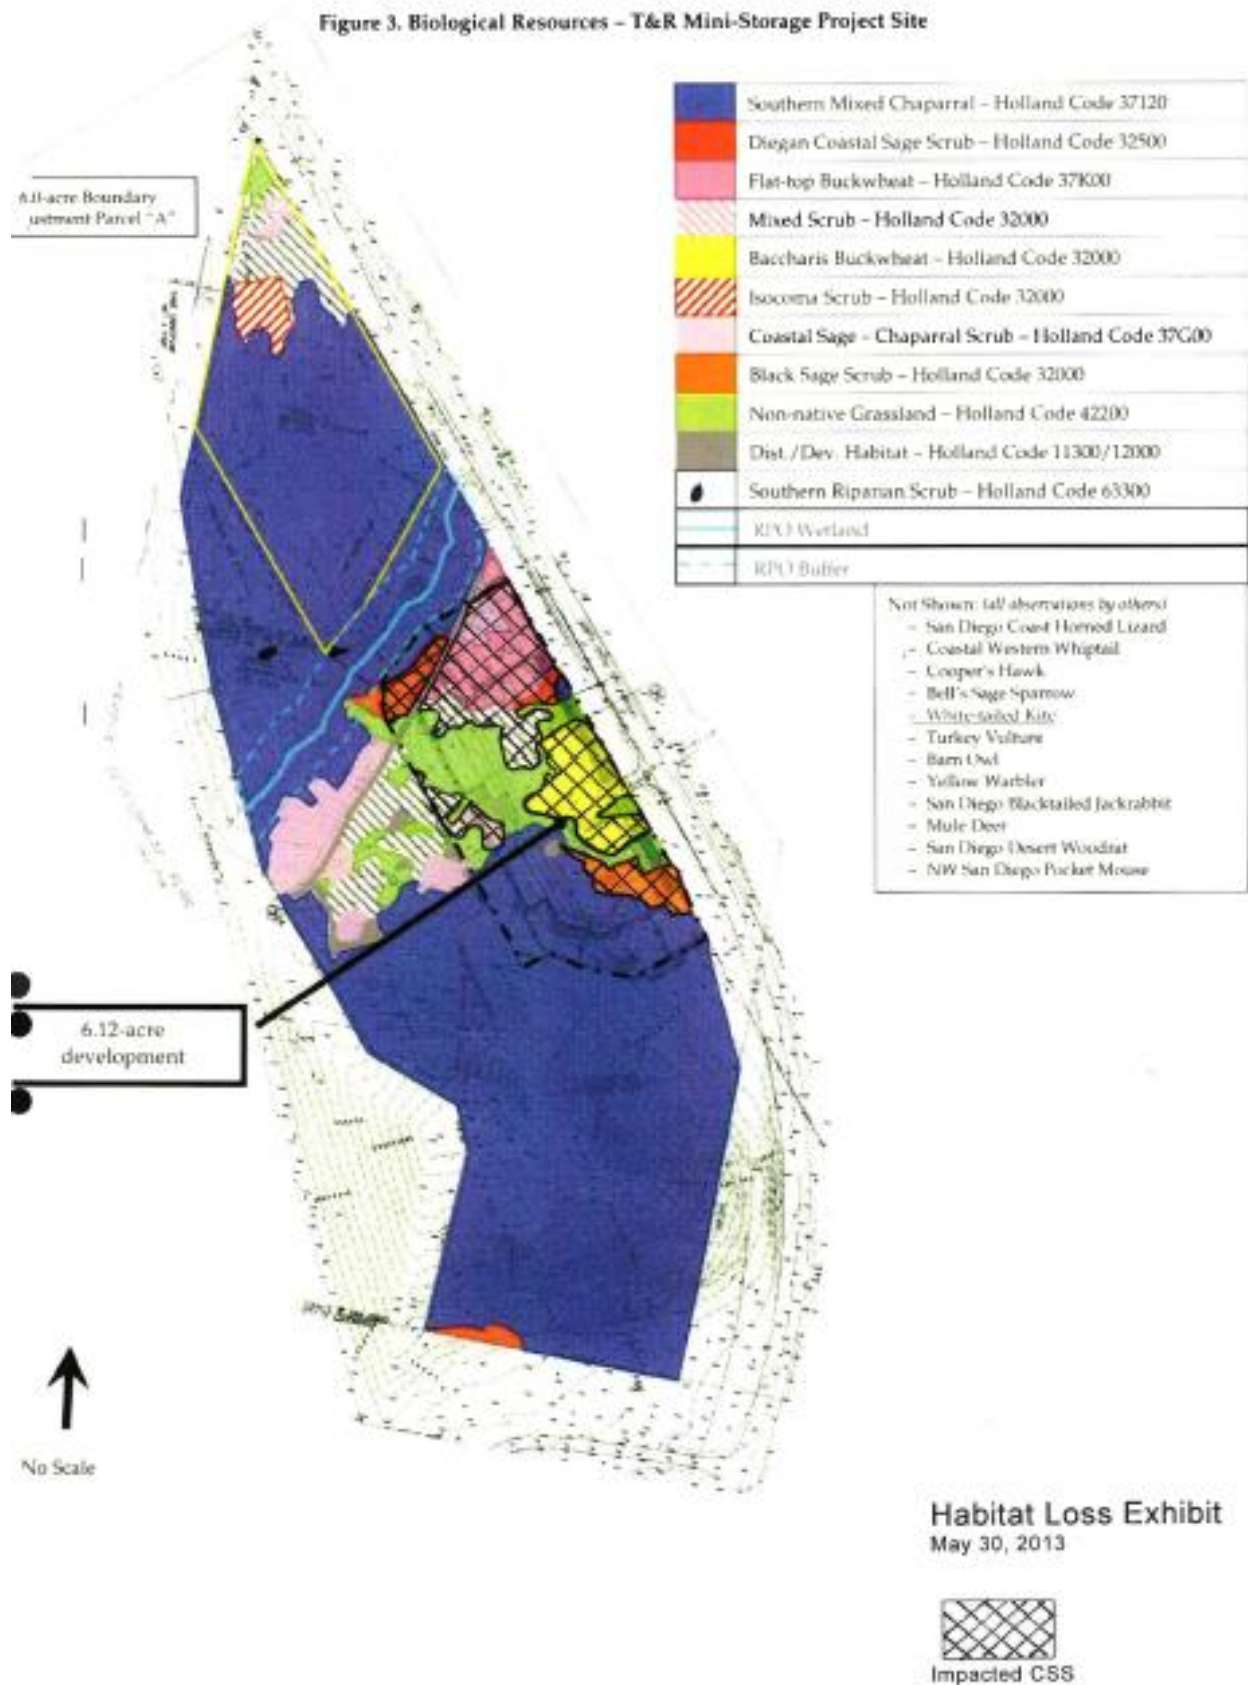 Figure 3. Biological Resources – T&R Mini-Storage Project Site
Southern Mixed Chaparral – Holland Code 37120
Diegan Coastal Sage Scrub – Holland Code 32500
Flat-top Buckwheat – Holland Code 37K00
Mixed Scrub – Holland Code 32000
Baccharis Buckwheat – Holland Code 32000
Isocoma Scrub – Holland Code 32000
Coastal Sage – Chaparral Scrub – Holland Code 37G00
Black Sage Scrub – Holland Code 32000
Non-native Grassland – Holland Code 42200
Dist./Dev. Habitat – Holland Code 11300/12000
Southern Riparian Scrub – Holland Code 63300
RPO Wetland
RPO Buffer
6.0-acre Boundary
ustment Parcel "A"
Not Shown: (all observations by others)
– San Diego Coast Horned Lizard
– Coastal Western Whiptail
– Cooper's Hawk
– Bell's Sage Sparrow
– White-tailed Kite
– Turkey Vulture
– Barn Owl
– Yellow Warbler
– San Diego Blacktailed Jackrabbit
– Mule Deer
– San Diego Desert Woodrat
– NW San Diego Pocket Mouse
6.12-acre
development
No Scale
Habitat Loss Exhibit
May 30, 2013
Impacted CSS